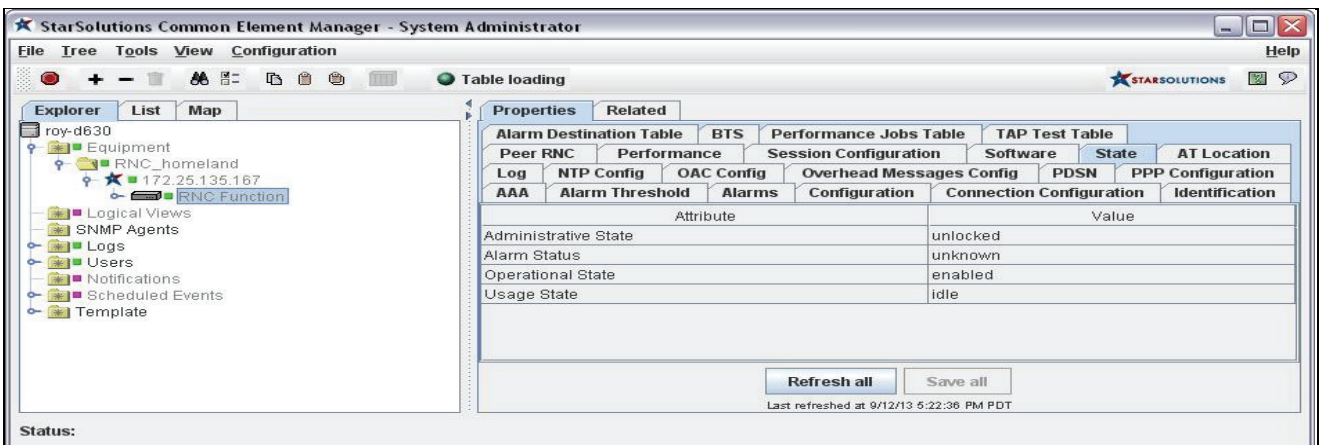 StarSolutions Common Element Manager - System Administrator
File Tree Tools View Configuration Help
Table loading STARSOLUTIONS
Explorer List Map
roy-d630
Equipment
RNC_homeland
172.25.135.167
RNC Function
Logical Views
SNMP Agents
Logs
Users
Notifications
Scheduled Events
Template
Properties Related
Alarm Destination Table BTS Performance Jobs Table TAP Test Table
Peer RNC Performance Session Configuration Software State AT Location
Log NTP Config OAC Config Overhead Messages Config PDSN PPP Configuration
AAA Alarm Threshold Alarms Configuration Connection Configuration Identification
Attribute Value
Administrative State unlocked
Alarm Status unknown
Operational State enabled
Usage State idle
Refresh all Save all
Last refreshed at 9/12/13 5:22:36 PM PDT
Status: